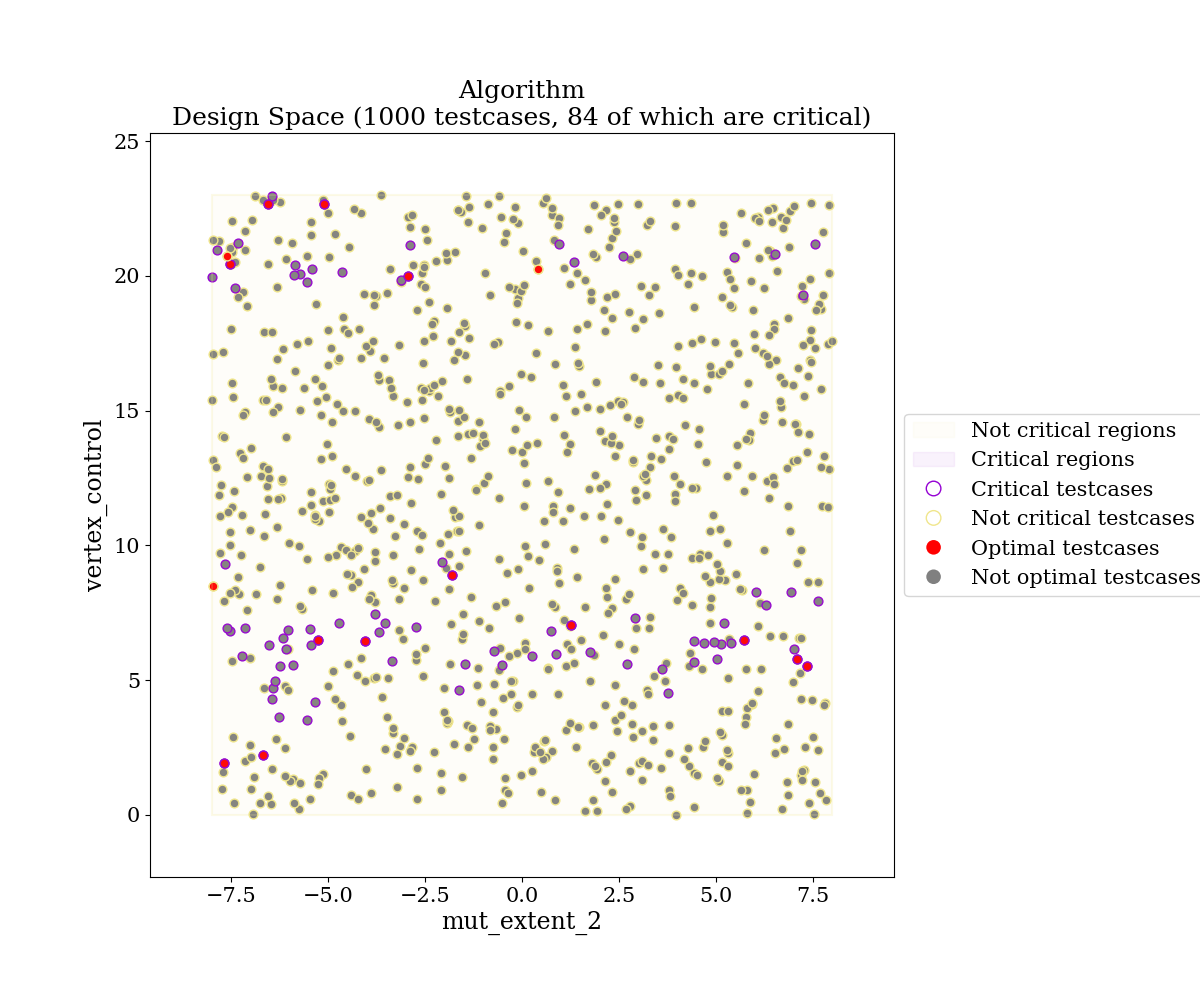 Algorithm
Design Space (1000 testcases, 84 of which are critical)
25
20
15
10
5
0
vertex_control
−7.5
−5.0
−2.5
0.0
2.5
5.0
7.5
mut_extent_2
Not critical regions
Critical regions
Critical testcases
Not critical testcases
Optimal testcases
Not optimal testcases